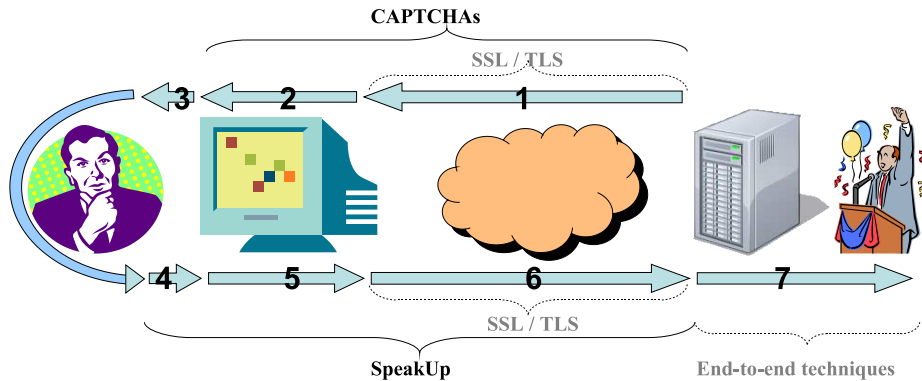 CAPTCHAs
SSL / TLS
3
2
1
4
5
6
7
SSL / TLS
SpeakUp
End-to-end techniques